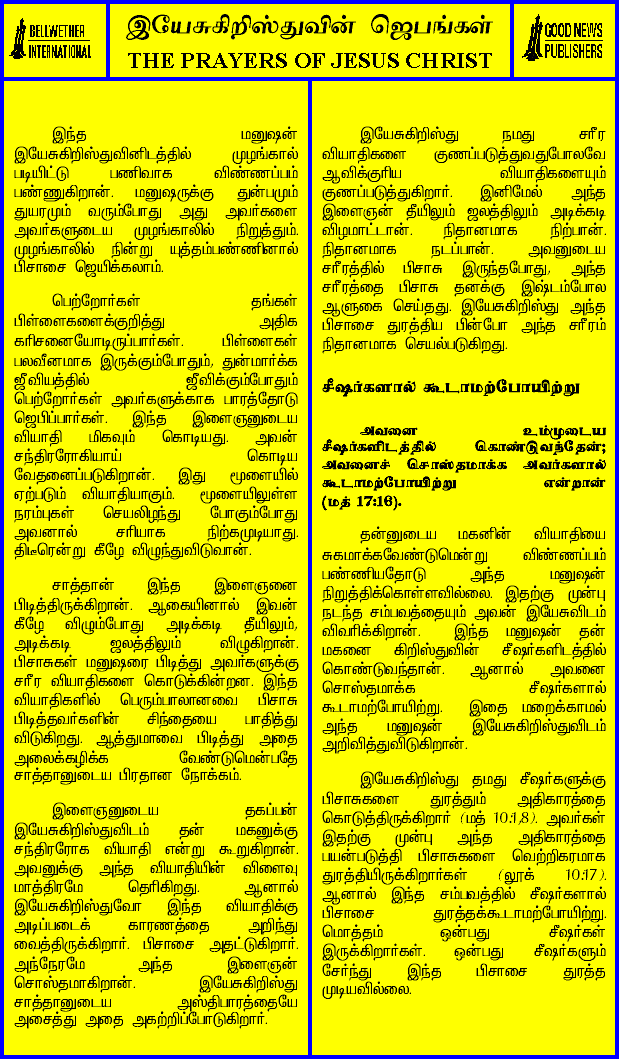 BELLWETHER
INTERNATIONAL
இயேசுகிறிஸ்துவின் ஜெபங்கள்
THE PRAYERS OF JESUS CHRIST
GOOD NEWS
PUBLISHERS
இந்த மனுஷன்
இயேசுகிறிஸ்துவினிடத்தில் முழங்கால்
படியிட்டு பணிவாக விண்ணப்பம்
பண்ணுகிறான். மனுஷருக்கு துன்பமும்
துயரமும் வரும்போது அது அவர்களை
அவர்களுடைய முழங்காலில் நிறுத்தும்.
முழங்காலில் நின்று யுத்தம்பண்ணினால்
பிசாசை ஜெயிக்கலாம்.
பெற்றோர்கள் தங்கள்
பிள்ளைகளைக்குறித்து அதிக
கரிசனையோடிருப்பார்கள். பிள்ளைகள்
பலவீனமாக இருக்கும்போதும், துன்மார்க்க
ஜீவியத்தில் ஜீவிக்கும்போதும்
பெற்றோர்கள் அவர்களுக்காக பாரத்தோடு
ஜெபிப்பார்கள். இந்த இளைஞனுடைய
வியாதி மிகவும் கொடியது. அவன்
சந்திரரோகியாய் கொடிய
வேதனைப்படுகிறான். இது மூளையில்
ஏற்படும் வியாதியாகும். மூளையிலுள்ள
நரம்புகள் செயலிழந்து போகும்போது
அவனால் சரியாக நிற்கமுடியாது.
திடீரென்று கீழே விழுந்துவிடுவான்.
சாத்தான் இந்த இளைஞனை
பிடித்திருக்கிறான். ஆகையினால் இவன்
கீழே விழும்போது அடிக்கடி தீயிலும்,
அடிக்கடி ஜலத்திலும் விழுகிறான்.
பிசாசுகள் மனுஷரை பிடித்து அவர்களுக்கு
சரீர வியாதிகளை கொடுக்கின்றன. இந்த
வியாதிகளில் பெரும்பாலானவை பிசாசு
பிடித்தவர்களின் சிந்தையை பாதித்து
விடுகிறது. ஆத்துமாவை பிடித்து அதை
அலைக்கழிக்க வேண்டுமென்பதே
சாத்தானுடைய பிரதான நோக்கம்.
இளைஞனுடைய தகப்பன்
இயேசுகிறிஸ்துவிடம் தன் மகனுக்கு
சந்திரரோக வியாதி என்று கூறுகிறான்.
அவனுக்கு அந்த வியாதியின் விளைவு
மாத்திரமே தெரிகிறது. ஆனால்
இயேசுகிறிஸ்துவோ இந்த வியாதிக்கு
அடிப்படைக் காரணத்தை அறிந்து
வைத்திருக்கிறார். பிசாசை அதட்டுகிறார்.
அந்நேரமே அந்த இளைஞன்
சொஸ்தமாகிறான். இயேசுகிறிஸ்து
சாத்தானுடைய அஸ்திபாரத்தையே
அசைத்து அதை அகற்றிப்போடுகிறார்.
இயேசுகிறிஸ்து நமது சரீர
வியாதிகளை குணப்படுத்துவதுபோலவே
ஆவிக்குரிய வியாதிகளையும்
குணப்படுத்துகிறார். இனிமேல் அந்த
இளைஞன் தீயிலும் ஜலத்திலும் அடிக்கடி
விழமாட்டான். நிதானமாக நிற்பான்.
நிதானமாக நடப்பான். அவனுடைய
சரீரத்தில் பிசாசு இருந்தபோது, அந்த
சரீரத்தை பிசாசு தனக்கு இஷ்டம்போல
ஆளுகை செய்தது. இயேசுகிறிஸ்து அந்த
பிசாசை துரத்திய பின்போ அந்த சரீரம்
நிதானமாக செயல்படுகிறது.
சீஷர்களால் கூடாமற்போயிற்று
அவனை உம்முடைய
சீஷர்களிடத்தில் கொண்டுவந்தேன்;
அவனைச் சொஸ்தமாக்க அவர்களால்
கூடாமற்போயிற்று என்றான்
(மத் 17:16).
தன்னுடைய மகனின் வியாதியை
சுகமாக்கவேண்டுமென்று விண்ணப்பம்
பண்ணியதோடு அந்த மனுஷன்
நிறுத்திக்கொள்ளவில்லை. இதற்கு முன்பு
நடந்த சம்பவத்தையும் அவன் இயேசுவிடம்
விவரிக்கிறான். இந்த மனுஷன் தன்
மகனை கிறிஸ்துவின் சீஷர்களிடத்தில்
கொண்டுவந்தான். ஆனால் அவனை
சொஸ்தமாக்க சீஷர்களால்
கூடாமற்போயிற்று. இதை மறைக்காமல்
அந்த மனுஷன் இயேசுகிறிஸ்துவிடம்
அறிவித்துவிடுகிறான்.
இயேசுகிறிஸ்து தமது சீஷர்களுக்கு
பிசாசுகளை துரத்தும் அதிகாரத்தை
கொடுத்திருக்கிறார் (மத் 10:1,8). அவர்கள்
இதற்கு முன்பு அந்த அதிகாரத்தை
பயன்படுத்தி பிசாசுகளை வெற்றிகரமாக
துரத்தியிருக்கிறார்கள் (லூக் 10:17).
ஆனால் இந்த சம்பவத்தில் சீஷர்களால்
பிசாசை துரத்தக்கூடாமற்போயிற்று.
மொத்தம் ஒன்பது சீஷர்கள்
இருக்கிறார்கள். ஒன்பது சீஷர்களும்
சேர்ந்து இந்த பிசாசை துரத்த
முடியவில்லை.